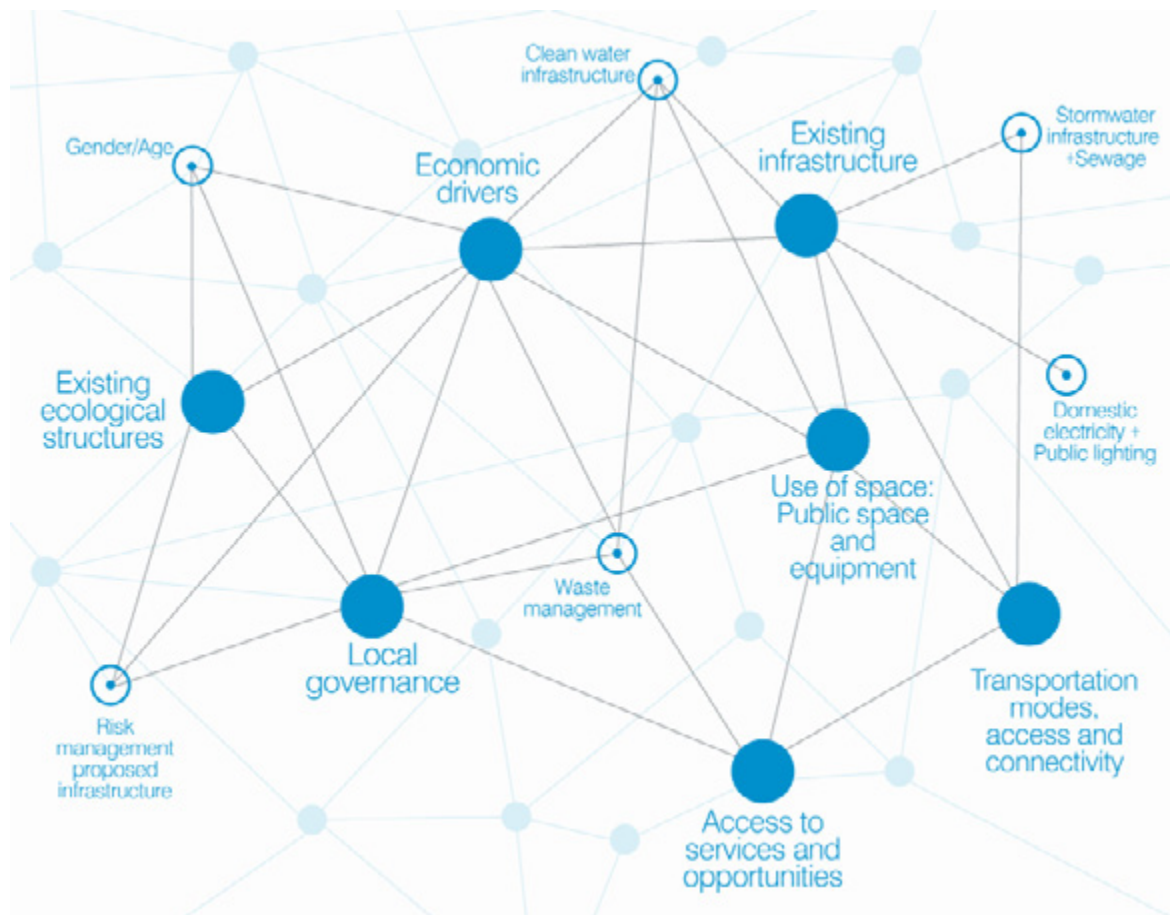 Clean water
infrastructure
Stormwater
infrastructure
+Sewage
Gender/Age
Economic
drivers
Existing
infrastructure
Existing
ecological
structures
Domestic
electricity +
Public lighting
Use of space:
Public space
and
equipment
Waste
management
Local
governance
Risk
management
proposed
infrastructure
Transportation
modes,
access and
connectivity
Access to
services and
opportunities